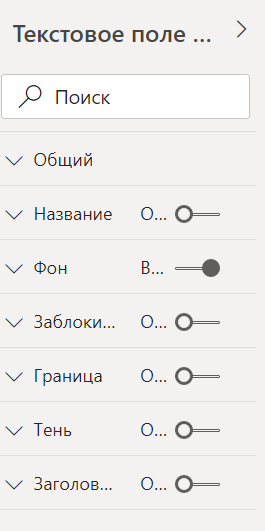 Текстовое поле ...
Поиск
Общий
Название О...
Фон В...
Заблоки... О...
Граница О...
Тень О...
Заголов... О...